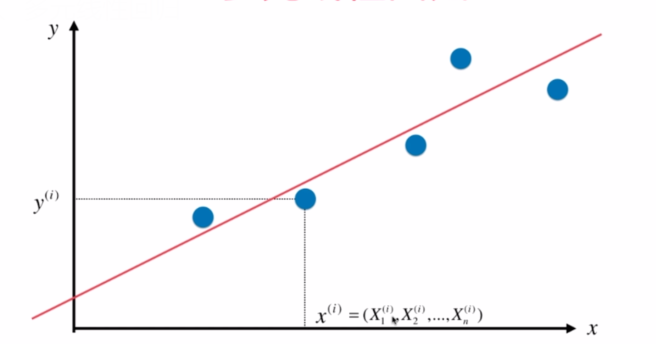 y
y^{(i)}
x^{(i)} = (X_1^{(i)}, X_2^{(i)}, ..., X_n^{(i)})
x